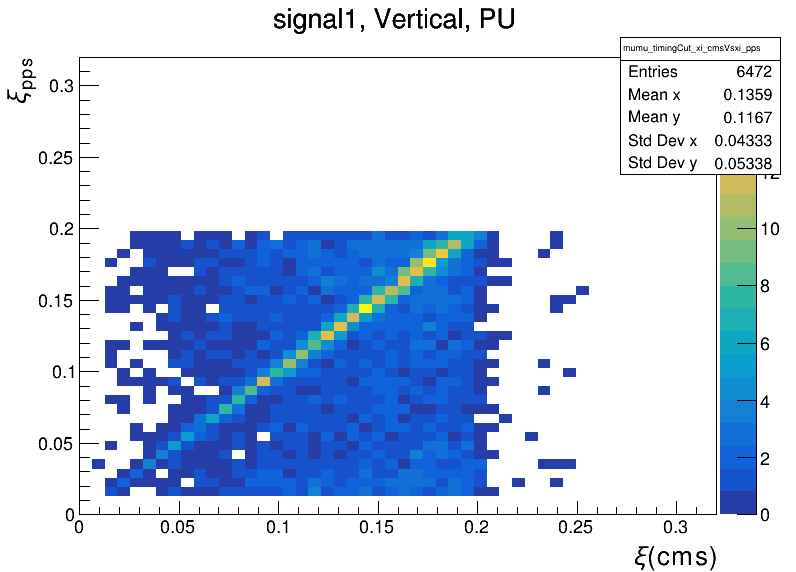 signal1, Vertical, PU
mumu_timingCut_xi_cmsVsxi_pps
Entries 6472
Mean x 0.1359
Mean y 0.1167
Std Dev x 0.04333
Std Dev y 0.05338
ξpps
0.3
0.25
0.2
0.15
0.1
0.05
0
0 0.05 0.1 0.15 0.2 0.25 0.3
ξ(cms)
12
10
8
6
4
2
0